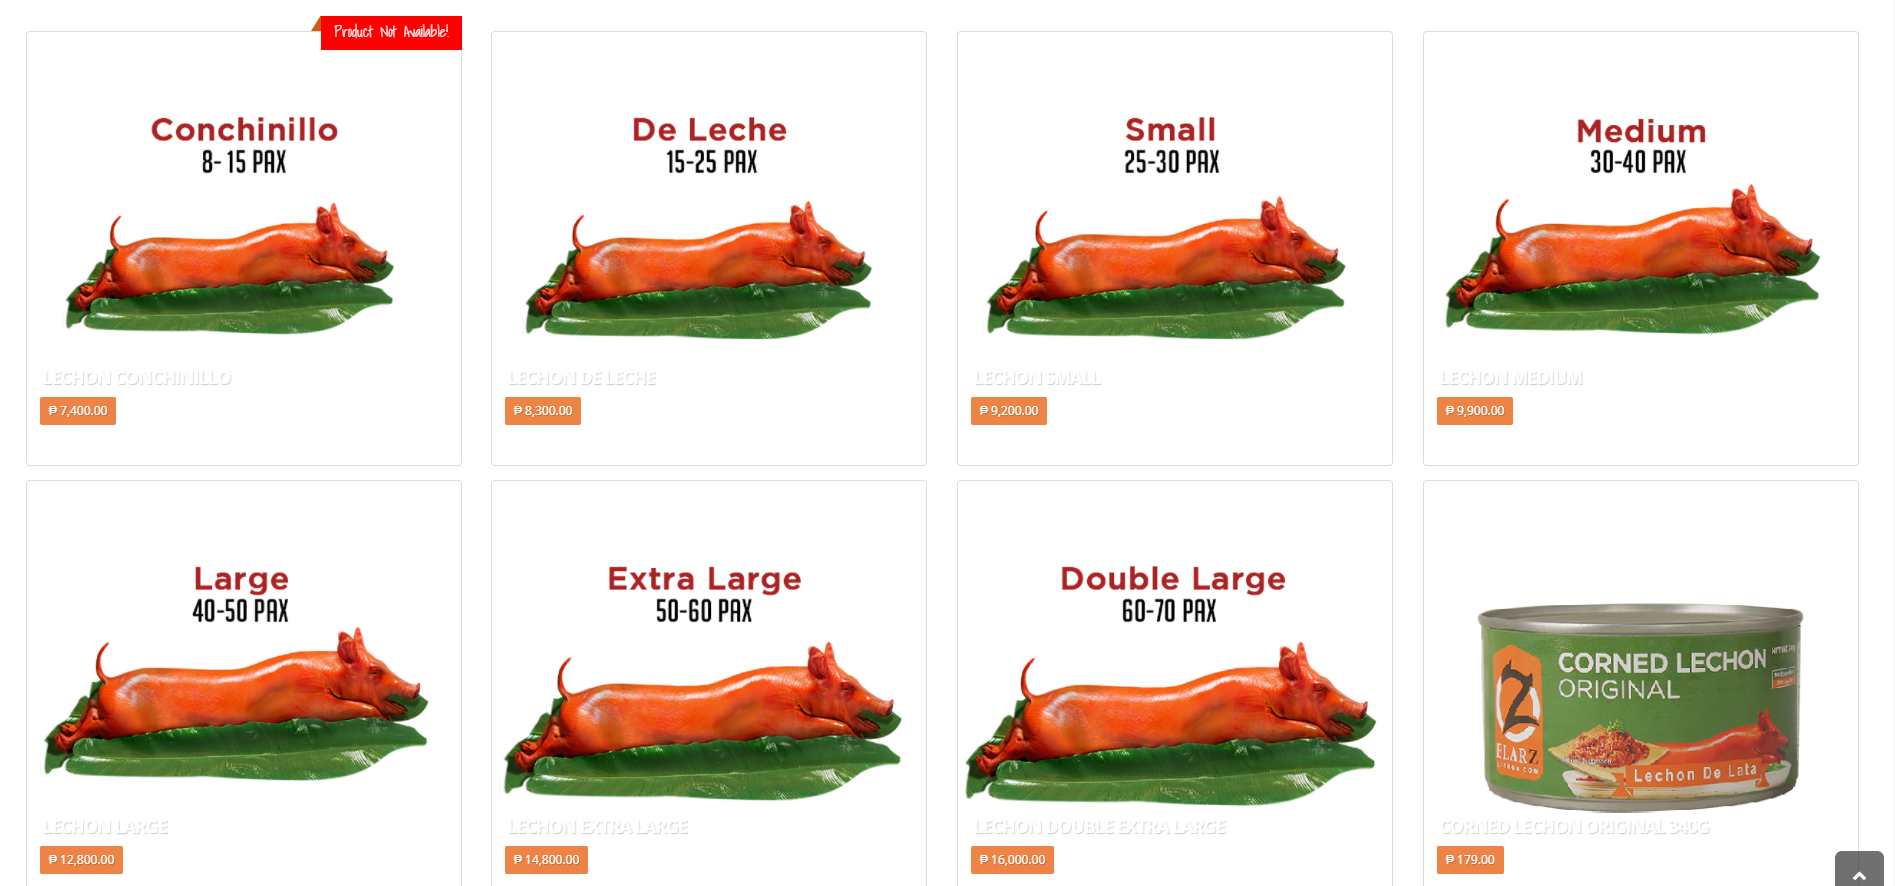 Product Not Available!
Conchinillo
8- 15 PAX
LECHON CONCHINILLO
₱ 7,400.00
De Leche
15-25 PAX
LECHON DE LECHE
₱ 8,300.00
Small
25-30 PAX
LECHON SMALL
₱ 9,200.00
Medium
30-40 PAX
LECHON MEDIUM
₱ 9,900.00
Large
40-50 PAX
LECHON LARGE
₱ 12,800.00
Extra Large
50-60 PAX
LECHON EXTRA LARGE
₱ 14,800.00
Double Large
60-70 PAX
LECHON DOUBLE EXTRA LARGE
₱ 16,000.00
CORNED LECHON
ORIGINAL
Z
ELARZ
Lechon De Lata
CORNED LECHON ORIGINAL 340G
₱ 179.00